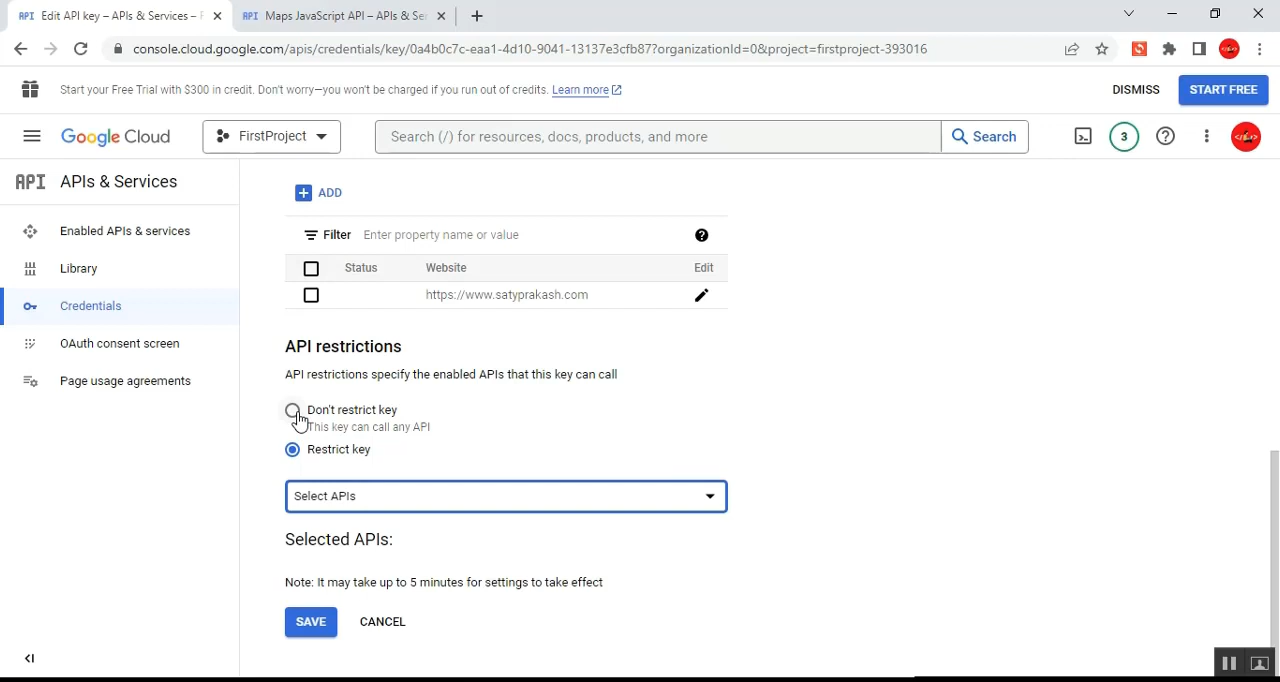 API Edit API key – APIs & Services – F
API Maps JavaScript API – APIs & Ser
console.cloud.google.com/apis/credentials/key/0a4b0c7c-eaa1-4d10-9041-13137e3cfb87?organizationId=0&project=firstproject-393016
Start your Free Trial with $300 in credit. Don't worry—you won't be charged if you run out of credits. Learn more
DISMISS
START FREE
Google Cloud
FirstProject
Search (/) for resources, docs, products, and more
Search
3
API APIs & Services
Enabled APIs & services
Library
Credentials
OAuth consent screen
Page usage agreements
ADD
Filter Enter property name or value
Status Website Edit
https://www.satyprakash.com
API restrictions
API restrictions specify the enabled APIs that this key can call
Don't restrict key
This key can call any API
Restrict key
Select APIs
Selected APIs:
Note: It may take up to 5 minutes for settings to take effect
SAVE
CANCEL